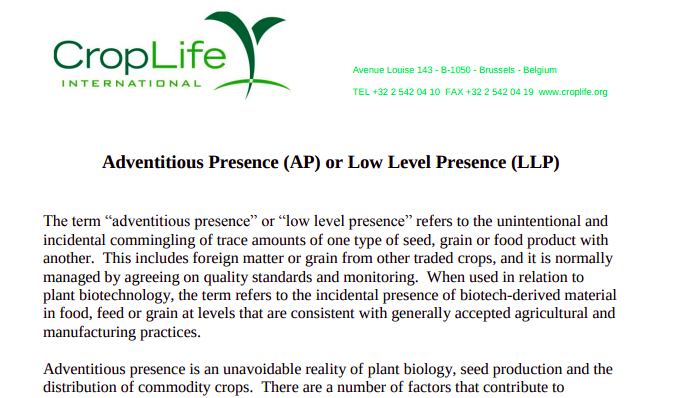 CropLife
INTERNATIONAL
Avenue Louise 143 - B-1050 - Brussels - Belgium
TEL +32 2 542 04 10  FAX +32 2 542 04 19  www.croplife.org
Adventitious Presence (AP) or Low Level Presence (LLP)
The term “adventitious presence” or “low level presence” refers to the unintentional and
incidental commingling of trace amounts of one type of seed, grain or food product with
another.  This includes foreign matter or grain from other traded crops, and it is normally
managed by agreeing on quality standards and monitoring.  When used in relation to
plant biotechnology, the term refers to the incidental presence of biotech-derived material
in food, feed or grain at levels that are consistent with generally accepted agricultural and
manufacturing practices.
Adventitious presence is an unavoidable reality of plant biology, seed production and the
distribution of commodity crops.  There are a number of factors that contribute to